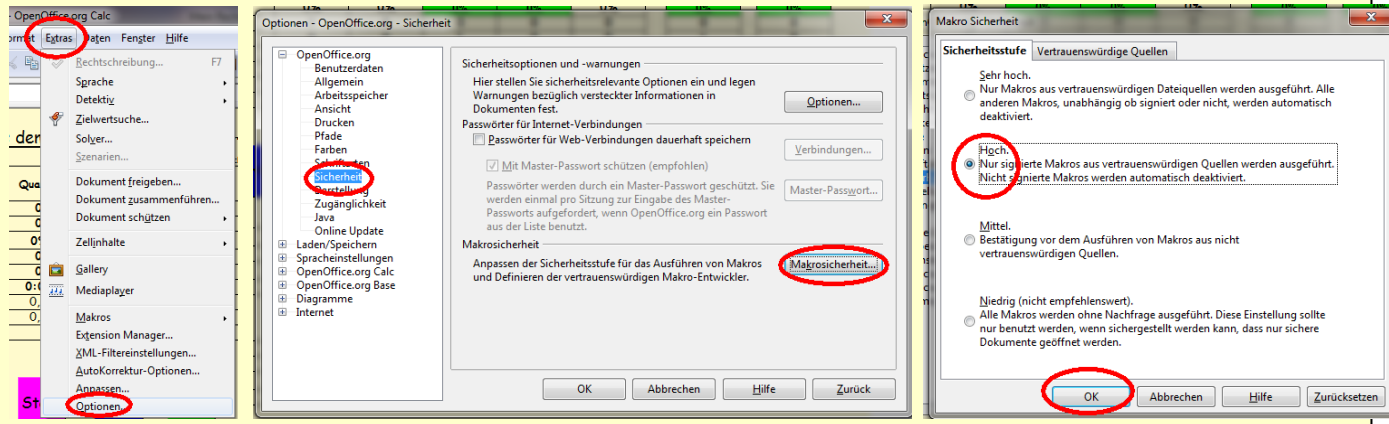 - OpenOffice.org Calc
Extras Daten Fenster Hilfe
Rechtschreibung... F7
Sprache
Detektiv
Zielwertsuche...
Solver...
Szenarien...
Dokument freigeben...
Dokument zusammenführen...
Dokument schützen
Zellinhalte
Gallery
Mediaplayer
Makros
Extension Manager...
XML-Filtereinstellungen...
AutoKorrektur-Optionen...
Anpassen...
Optionen...
der
Optionen - OpenOffice.org - Sicherheit
OpenOffice.org
Benutzerdaten
Allgemein
Arbeitsspeicher
Ansicht
Drucken
Pfade
Farben
Schriftarten
Sicherheit
Darstellung
Zugänglichkeit
Java
Online Update
Laden/Speichern
Spracheinstellungen
OpenOffice.org Calc
OpenOffice.org Base
Diagramme
Internet
Sicherheitsoptionen und -warnungen
Hier stellen Sie sicherheitsrelevante Optionen ein und legen
Warnungen bezüglich versteckter Informationen in
Dokumenten fest.
Optionen...
Passwörter für Internet-Verbindungen
Passwörter für Web-Verbindungen dauerhaft speichern
Verbindungen...
Mit Master-Passwort schützen (empfohlen)
Passwörter werden durch ein Master-Passwort geschützt. Sie
werden einmal pro Sitzung zur Eingabe des Master-
Passworts aufgefordert, wenn OpenOffice.org ein Passwort
aus der Liste benutzt.
Master-Passwort...
Makrosicherheit
Anpassen der Sicherheitsstufe für das Ausführen von Makros
und Definieren der vertrauenswürdigen Makro-Entwickler.
Makrosicherheit...
OK Abbrechen Hilfe Zurück
Makro Sicherheit
Sicherheitsstufe Vertrauenswürdige Quellen
Sehr hoch.
Nur Makros aus vertrauenswürdigen Dateiquellen werden ausgeführt. Alle
anderen Makros, unabhängig ob signiert oder nicht, werden automatisch
deaktiviert.
Hoch.
Nur signierte Makros aus vertrauenswürdigen Quellen werden ausgeführt.
Nicht signierte Makros werden automatisch deaktiviert.
Mittel.
Bestätigung vor dem Ausführen von Makros aus nicht
vertrauenswürdigen Quellen.
Niedrig (nicht empfehlenswert).
Alle Makros werden ohne Nachfrage ausgeführt. Diese Einstellung sollte
nur benutzt werden, wenn sichergestellt werden kann, dass nur sichere
Dokumente geöffnet werden.
OK Abbrechen Hilfe Zurücksetzen